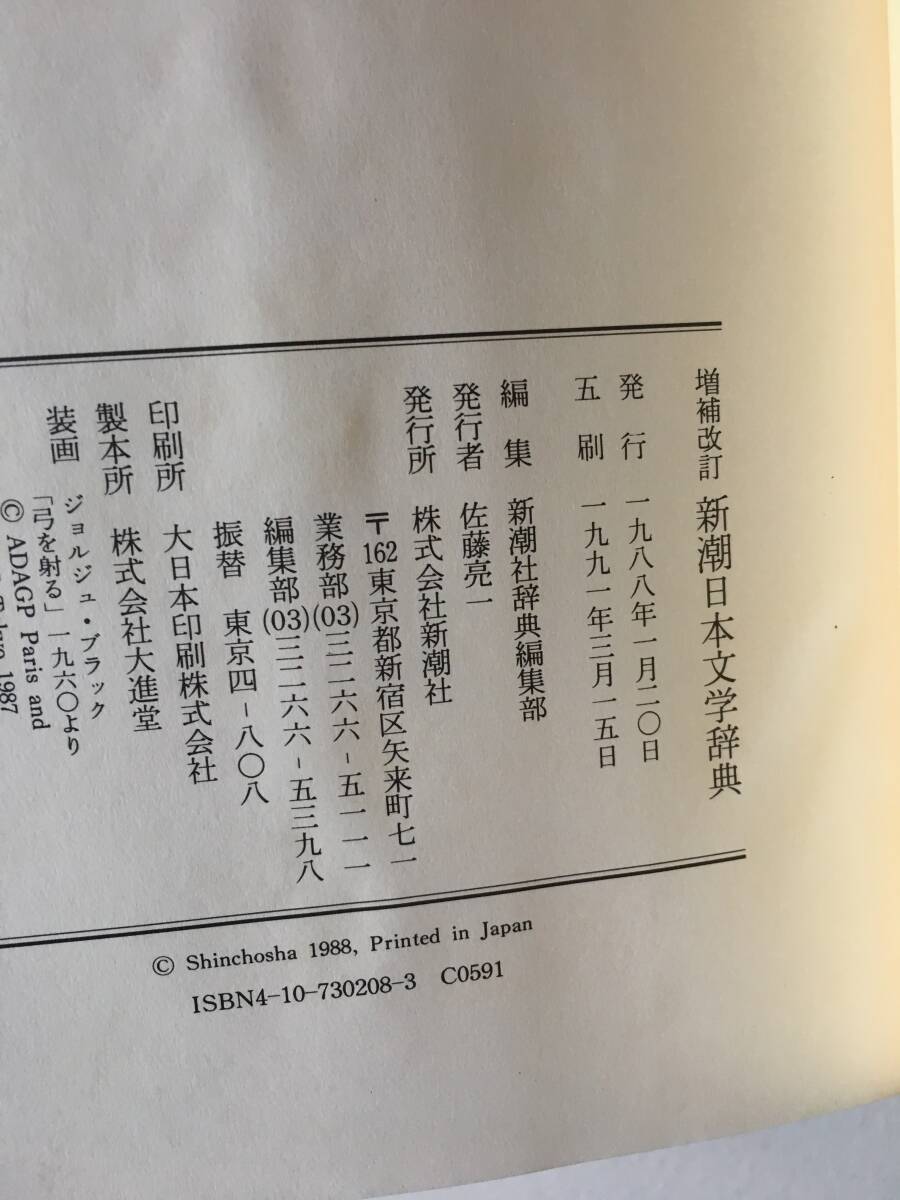 増補改訂 新潮日本文学辞典
発行 一九八八年一月二〇日
五刷 一九九一年三月一五日
編集 新潮社辞典編集部
発行者 佐藤亮一
発行所 株式会社新潮社
〒162東京都新宿区矢来町七一
業務部(03)三二六六-五一一一
編集部(03)三二六六-五三九八
振替 東京四-八〇八
印刷所 大日本印刷株式会社
製本所 株式会社大進堂
装画 ジョルジュ・ブラック
「弓を射る」一九六〇より
© ADAGP Paris and
1987
© Shinchosha 1988, Printed in Japan
ISBN4-10-730208-3 C0591